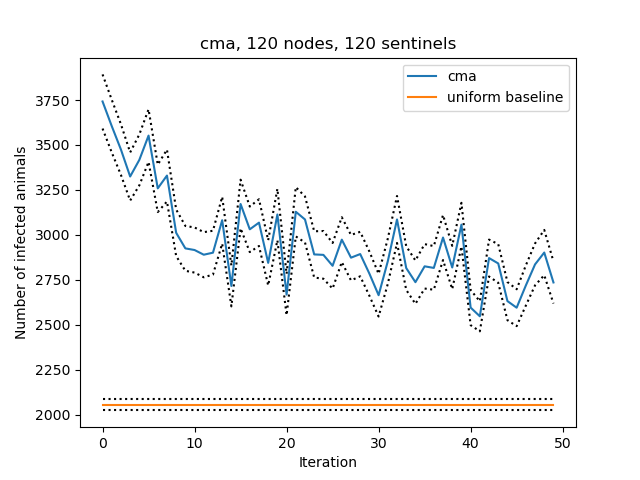 cma, 120 nodes, 120 sentinels
cma
uniform baseline
Number of infected animals
3750
3500
3250
3000
2750
2500
2250
2000
0 10 20 30 40 50
Iteration